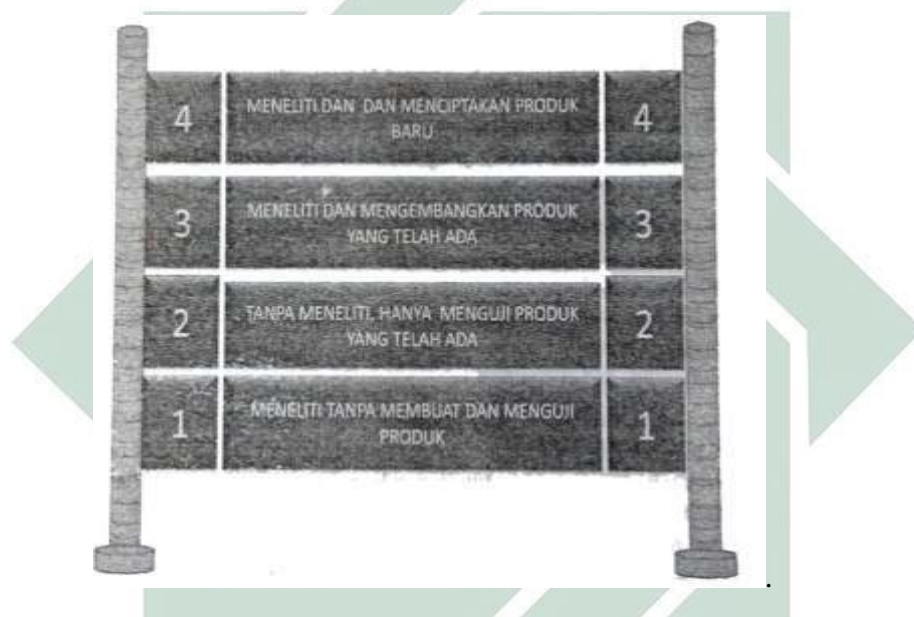 4 MENELITI DAN DAN MENCIPTAKAN PRODUK 4
BARU
3 MENELITI DAN MENGEMBANGKAN PRODUK 3
YANG TELAH ADA
2 TANPA MENELITI, HANYA MENGUJI PRODUK 2
YANG TELAH ADA
1 MENELITI TANPA MEMBUAT DAN MENGUJI 1
PRODUK